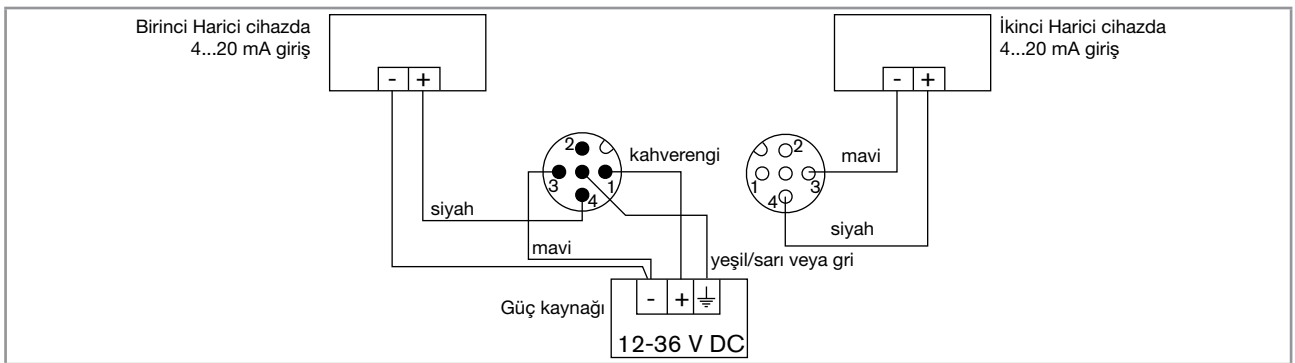 Birinci Harici cihazda
4...20 mA giriş
- +
İkinci Harici cihazda
4...20 mA giriş
- +
2
3
1
4
kahverengi
siyah
mavi
yeşil/sarı veya gri
2
1
3
4
mavi
siyah
Güç kaynağı
- +
12-36 V DC